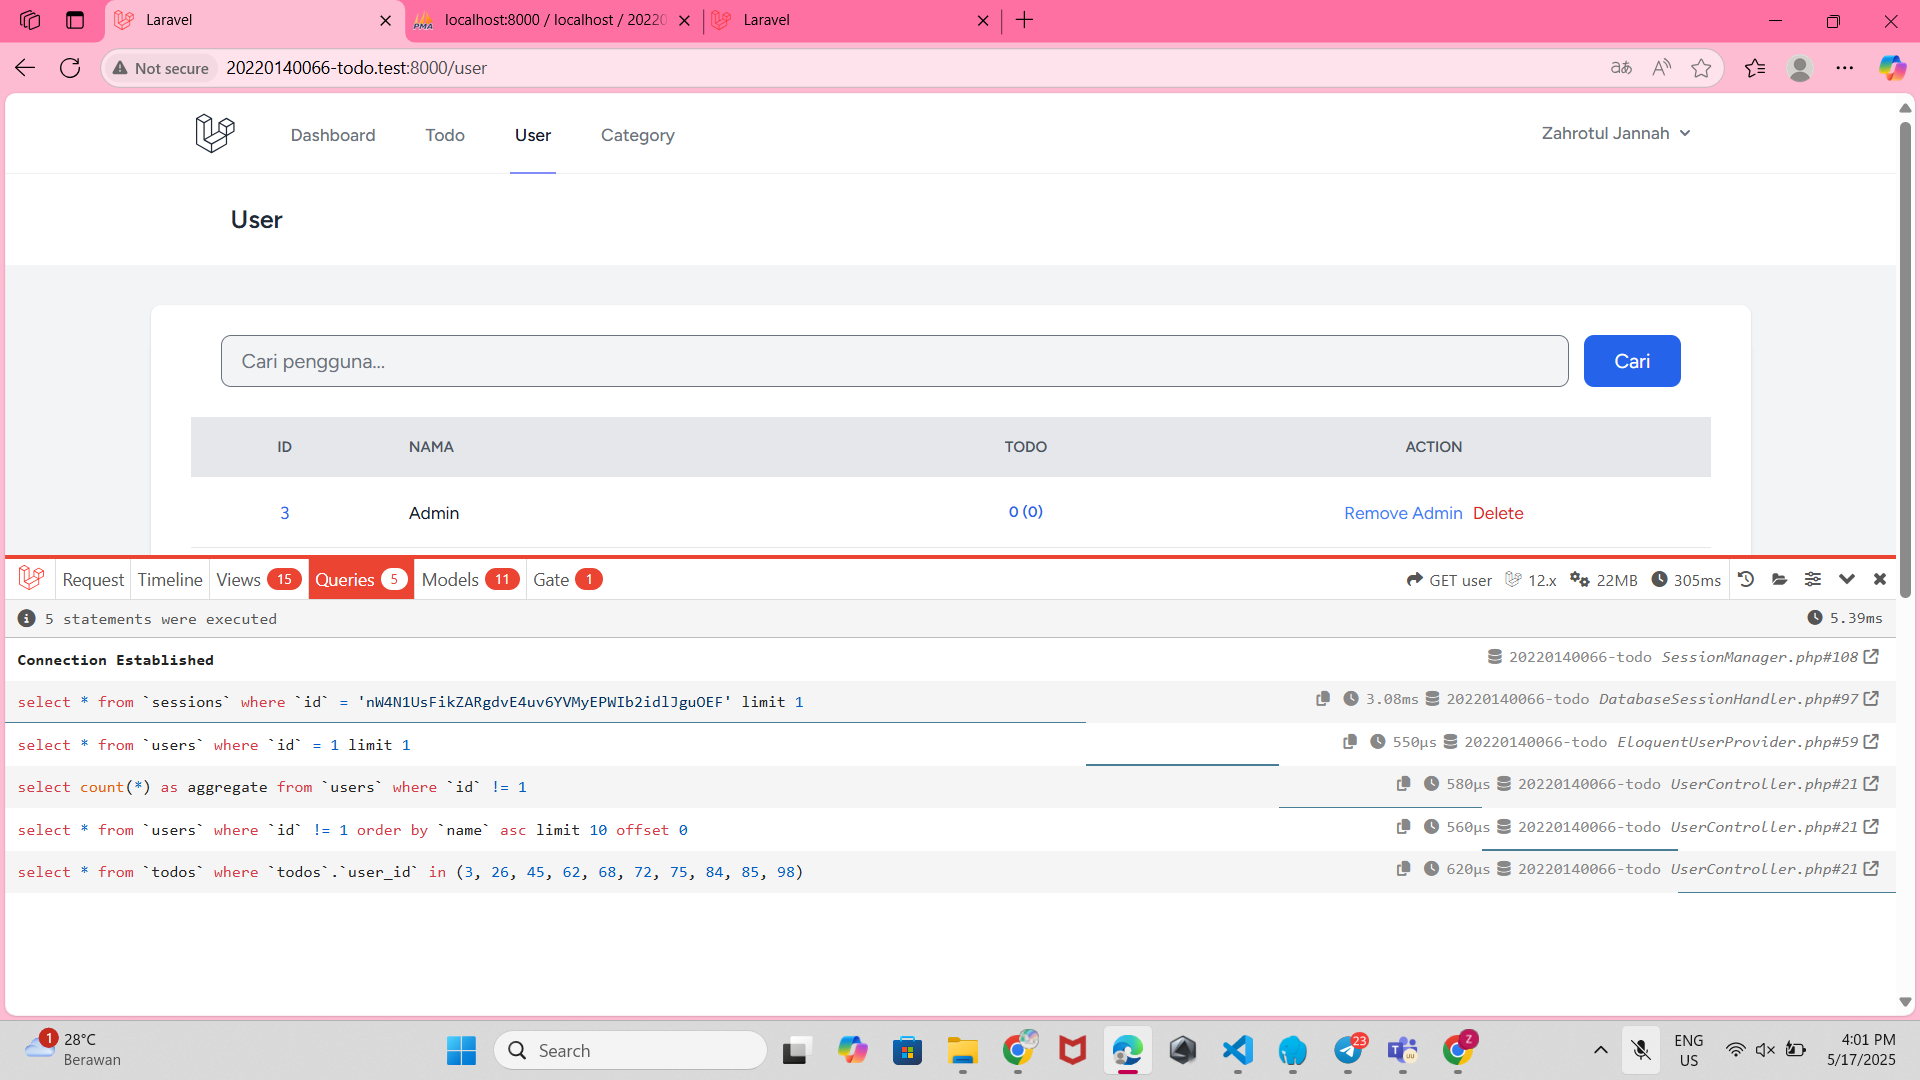 Laravel
localhost:8000 / localhost / 20220
Laravel
Not secure 20220140066-todo.test:8000/user
Dashboard Todo User Category Zahrotul Jannah
User
Cari pengguna... Cari
ID NAMA TODO ACTION
3 Admin 0 (0) Remove Admin Delete
Request Timeline Views 15 Queries 5 Models 11 Gate 1 GET user 12.x 22MB 305ms
5 statements were executed 5.39ms
Connection Established 20220140066-todo SessionManager.php#108
select * from `sessions` where `id` = 'nW4N1UsFikZARgdvE4uv6YVMyEPWIb2idlJguOEF' limit 1 3.08ms 20220140066-todo DatabaseSessionHandler.php#97
select * from `users` where `id` = 1 limit 1 550μs 20220140066-todo EloquentUserProvider.php#59
select count(*) as aggregate from `users` where `id` != 1 580μs 20220140066-todo UserController.php#21
select * from `users` where `id` != 1 order by `name` asc limit 10 offset 0 560μs 20220140066-todo UserController.php#21
select * from `todos` where `todos`.`user_id` in (3, 26, 45, 62, 68, 72, 75, 84, 85, 98) 620μs 20220140066-todo UserController.php#21
1
28°C
Berawan
Search
23
Z
ENG
US
4:01 PM
5/17/2025